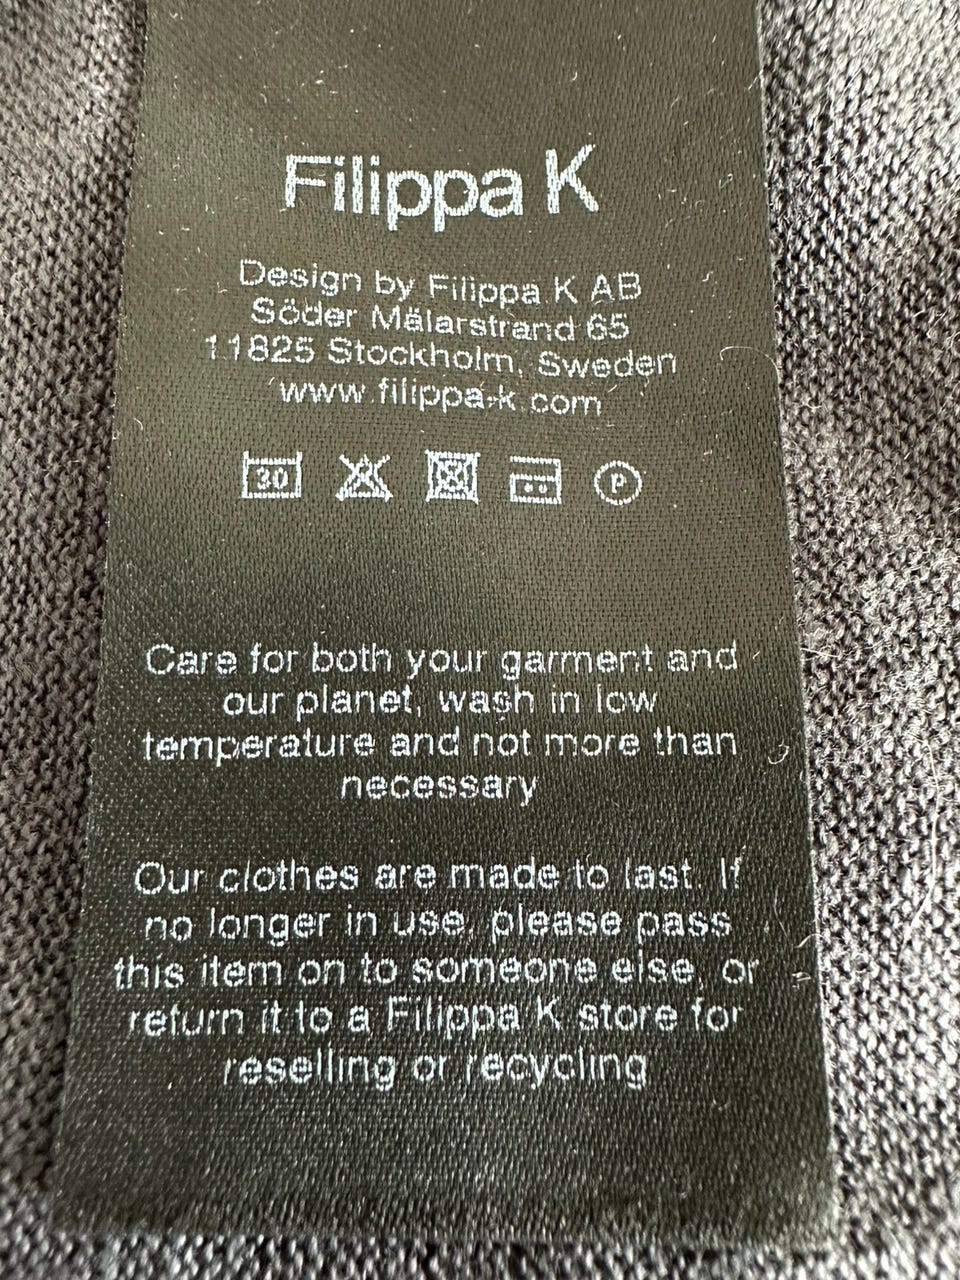 Filippa K
Design by Filippa K AB
Söder Mälarstrand 65
11825 Stockholm, Sweden
www.filippa-k.com
30
P
Care for both your garment and
our planet, wash in low
temperature and not more than
necessary
Our clothes are made to last. If
no longer in use, please pass
this item on to someone else, or
return it to a Filippa K store for
reselling or recycling